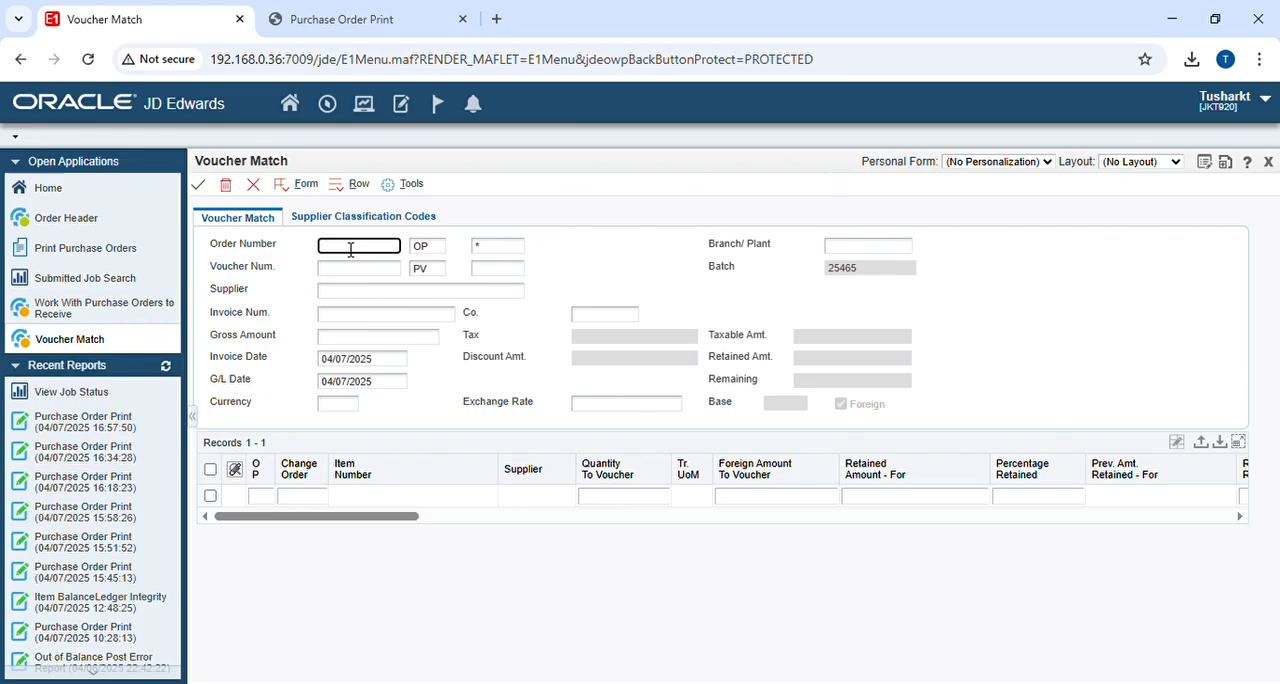 Voucher Match
Purchase Order Print
Not secure
192.168.0.36:7009/jde/E1Menu.maf?RENDER_MAFLET=E1Menu&jdeowpBackButtonProtect=PROTECTED
T
ORACLE JD Edwards
Tusharkt
[JKT920]
Open Applications
Home
Order Header
Print Purchase Orders
Submitted Job Search
Work With Purchase Orders to
Receive
Voucher Match
Recent Reports
View Job Status
Purchase Order Print
(04/07/2025 16:57:50)
Purchase Order Print
(04/07/2025 16:34:28)
Purchase Order Print
(04/07/2025 16:18:23)
Purchase Order Print
(04/07/2025 15:58:26)
Purchase Order Print
(04/07/2025 15:51:52)
Purchase Order Print
(04/07/2025 15:45:13)
Item BalanceLedger Integrity
(04/07/2025 12:48:25)
Purchase Order Print
(04/07/2025 10:28:13)
Out of Balance Post Error
Report (04/06/2025 22:42:22)
Voucher Match
Personal Form: (No Personalization) Layout: (No Layout)
Form Row Tools
Voucher Match Supplier Classification Codes
Order Number OP * Branch/ Plant
Voucher Num. PV Batch 25465
Supplier
Invoice Num. Co.
Gross Amount Tax Taxable Amt.
Invoice Date 04/07/2025 Discount Amt. Retained Amt.
G/L Date 04/07/2025 Remaining
Currency Exchange Rate Base Foreign
Records 1 - 1
O P
Change Order
Item Number
Supplier
Quantity To Voucher
Tr. UoM
Foreign Amount To Voucher
Retained Amount - For
Percentage Retained
Prev. Amt. Retained - For